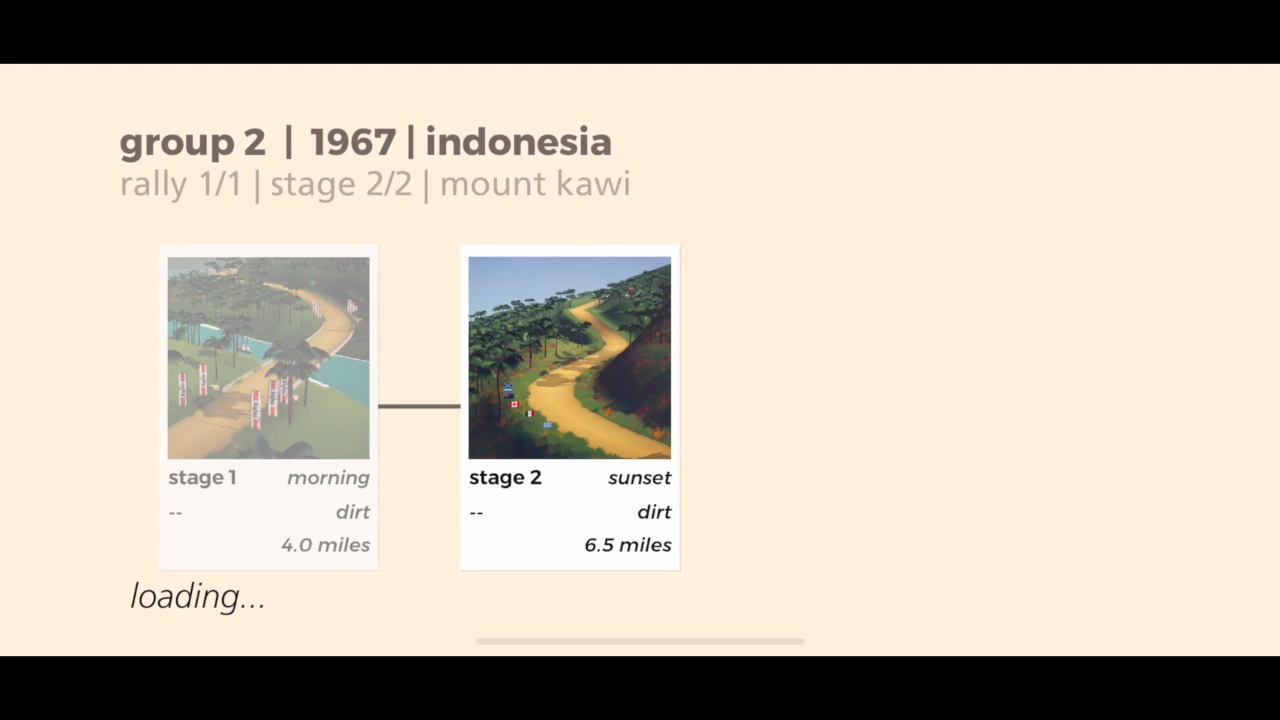 group 2 | 1967 | indonesia
rally 1/1 | stage 2/2 | mount kawi
stage 1 morning
-- dirt
4.0 miles
stage 2 sunset
-- dirt
6.5 miles
loading...